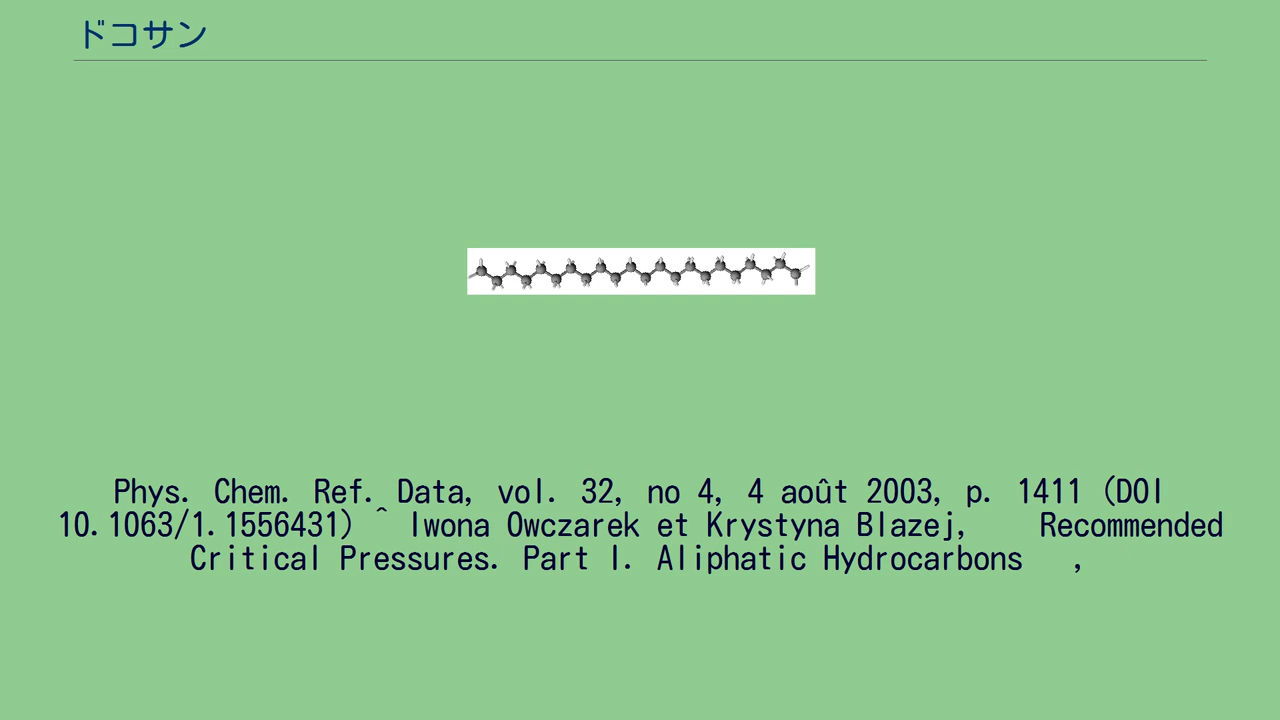 ドコサン
Phys. Chem. Ref. Data, vol. 32, no 4, 4 août 2003, p. 1411 (DOI
10.1063/1.1556431) ^ Iwona Owczarek et Krystyna Blazej, Recommended
Critical Pressures. Part I. Aliphatic Hydrocarbons ,